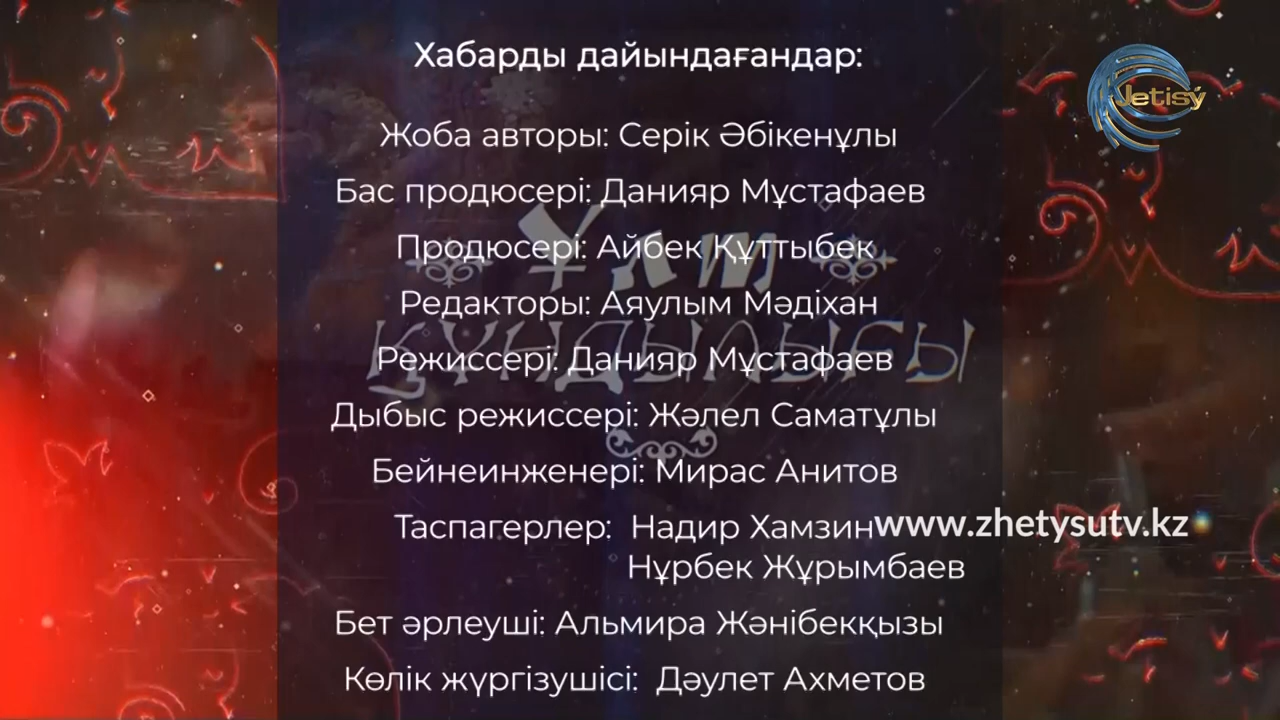 Хабарды дайындағандар:
Jetisý
Жоба авторы: Серік Әбікенұлы
Бас продюсері: Данияр Мұстафаев
Ұлт
Продюсері: Айбек Құттыбек
Редакторы: Аяулым Мәдіхан
ҚҰНДЫЛЫҒЫ
Режиссері: Данияр Мұстафаев
Дыбыс режиссері: Жәлел Саматұлы
Бейнеинженері: Мирас Анитов
Таспагерлер: Надир Хамзин
www.zhetysutv.kz
Нұрбек Жұрымбаев
Бет әрлеуші: Альмира Жәнібекқызы
Көлік жүргізушісі: Дәулет Ахметов